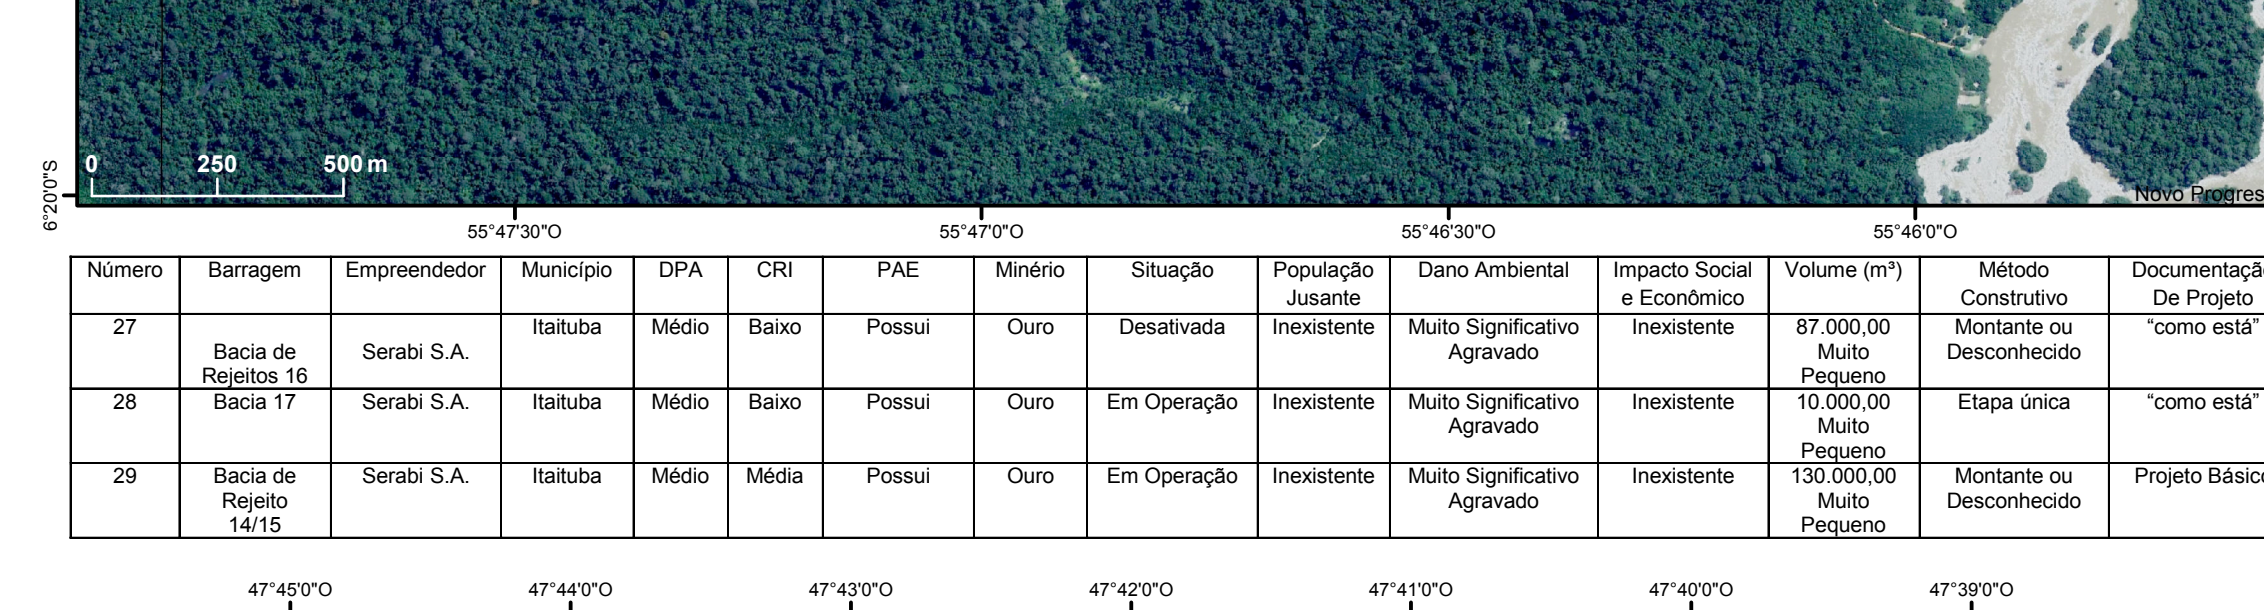 0 250 500 m
6°20'0"S
Novo Progres
55°47'30"O 55°47'0"O 55°46'30"O 55°46'0"O
Número Barragem Empreendedor Município DPA CRI PAE Minério Situação População Jusante Dano Ambiental Impacto Social e Econômico Volume (m³) Método Construtivo Documentaçã De Projeto
27 Bacia de Rejeitos 16 Serabi S.A. Itaituba Médio Baixo Possui Ouro Desativada Inexistente Muito Significativo Agravado Inexistente 87.000,00 Muito Pequeno Montante ou Desconhecido “como está”
28 Bacia 17 Serabi S.A. Itaituba Médio Baixo Possui Ouro Em Operação Inexistente Muito Significativo Agravado Inexistente 10.000,00 Muito Pequeno Etapa única “como está”
29 Bacia de Rejeito 14/15 Serabi S.A. Itaituba Médio Média Possui Ouro Em Operação Inexistente Muito Significativo Agravado Inexistente 130.000,00 Muito Pequeno Montante ou Desconhecido Projeto Básic
47°45'0"O 47°44'0"O 47°43'0"O 47°42'0"O 47°41'0"O 47°40'0"O 47°39'0"O